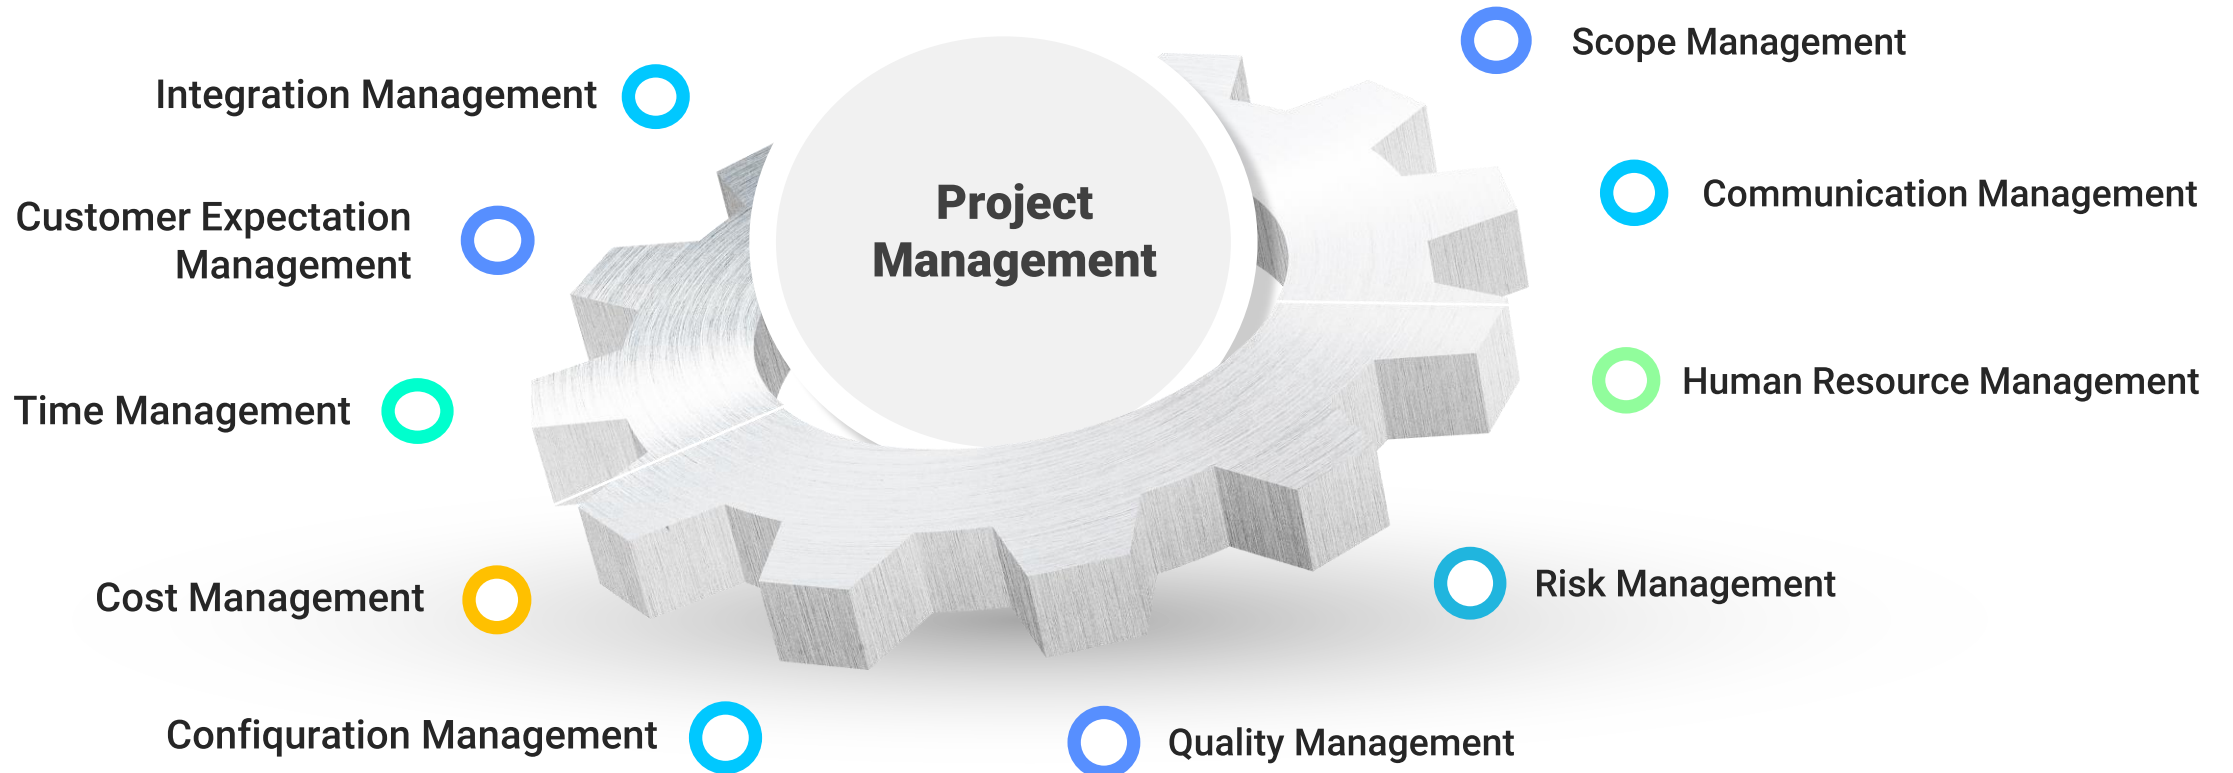 Scope Management
Integration Management
Project
Management
Communication Management
Customer Expectation
Management
Human Resource Management
Time Management
Risk Management
Cost Management
Confiquration Management
Quality Management